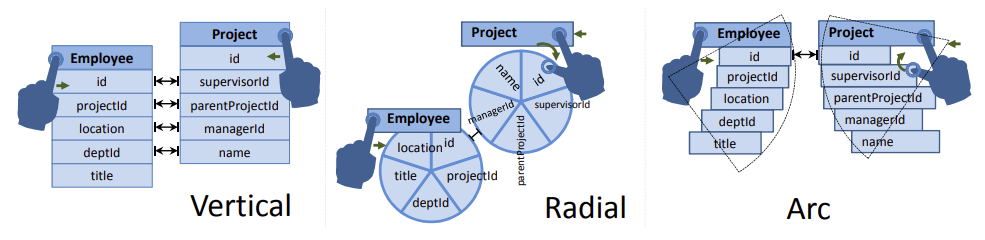 Employee
id
projectId
location
deptId
title
Project
id
supervisorId
parentProjectId
managerId
name
Vertical
Project
name
id
managerId
supervisorId
parentProjectId
Employee
location
id
title
projectId
deptId
Radial
Employee
id
projectId
location
deptId
title
Project
id
supervisorId
parentProjectId
managerId
name
Arc